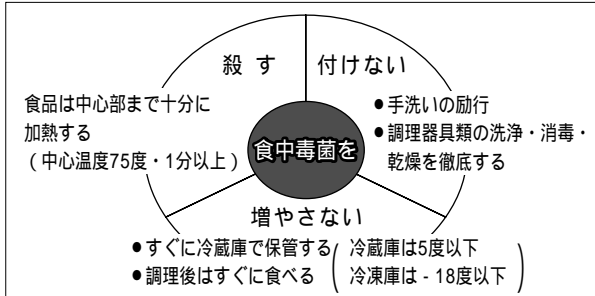 殺 す
食品は中心部まで十分に
加熱する
（中心温度75度・1分以上）
付けない
●手洗いの励行
●調理器具類の洗浄・消毒・
乾燥を徹底する
食中毒菌を
増やさない
●すぐに冷蔵庫で保管する
●調理後はすぐに食べる
（冷蔵庫は5度以下
冷凍庫は - 18度以下）